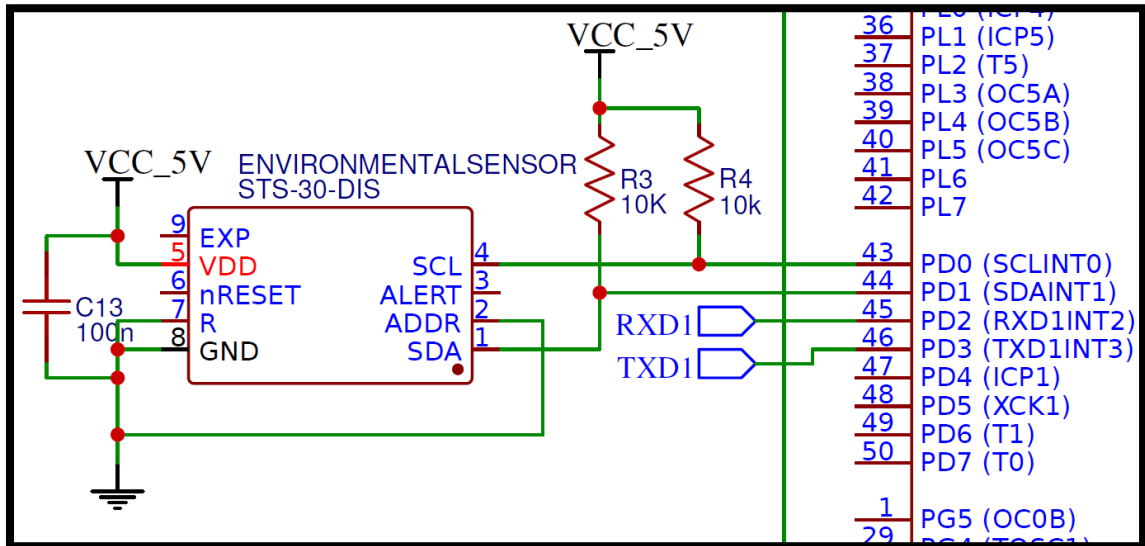 VCC_5V
VCC_5V
ENVIRONMENTALSENSOR
STS-30-DIS
9 EXP
5 VDD
6 nRESET
7 R
8 GND
SCL 4
ALERT 3
ADDR 2
SDA 1
C13
100n
R3
10K
R4
10k
RXD1
TXD1
36 PL1 (ICP5)
37 PL2 (T5)
38 PL3 (OC5A)
39 PL4 (OC5B)
40 PL5 (OC5C)
41 PL6
42 PL7
43 PD0 (SCLINT0)
44 PD1 (SDAINT1)
45 PD2 (RXD1INT2)
46 PD3 (TXD1INT3)
47 PD4 (ICP1)
48 PD5 (XCK1)
49 PD6 (T1)
50 PD7 (T0)
1 PG5 (OC0B)
29